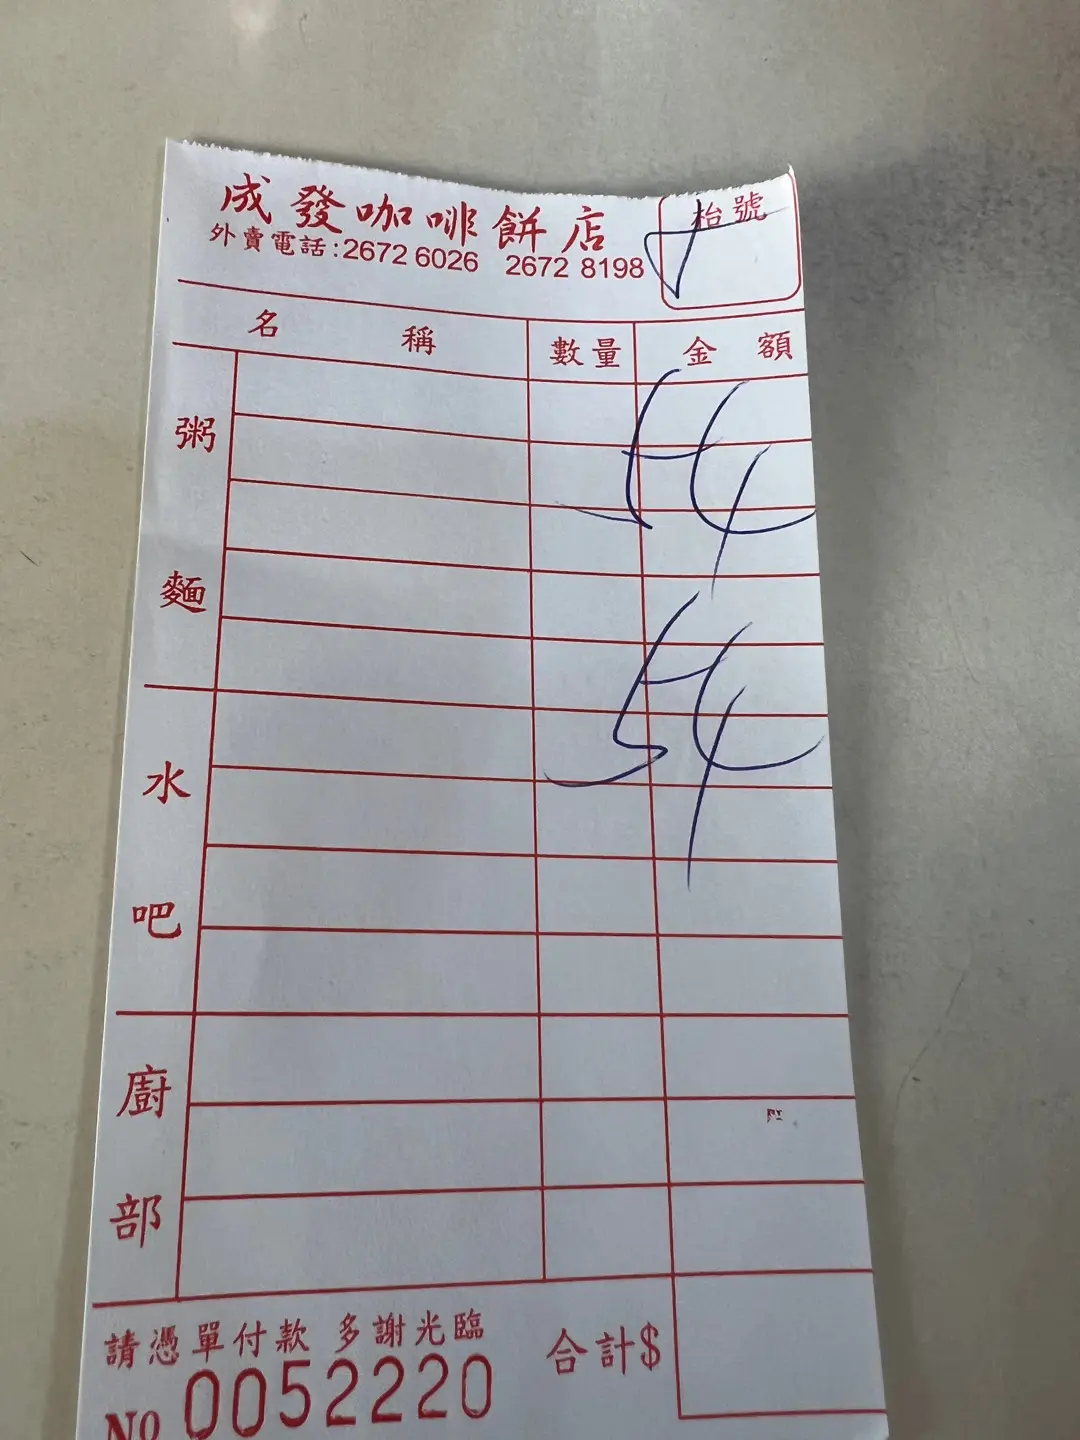 成發咖啡餅店
外賣電話:2672 6026 2672 8198
枱號
名稱 數量 金額
54
54
粥麵
水吧
廚部
請憑單付款 多謝光臨
合計$
No 0052220